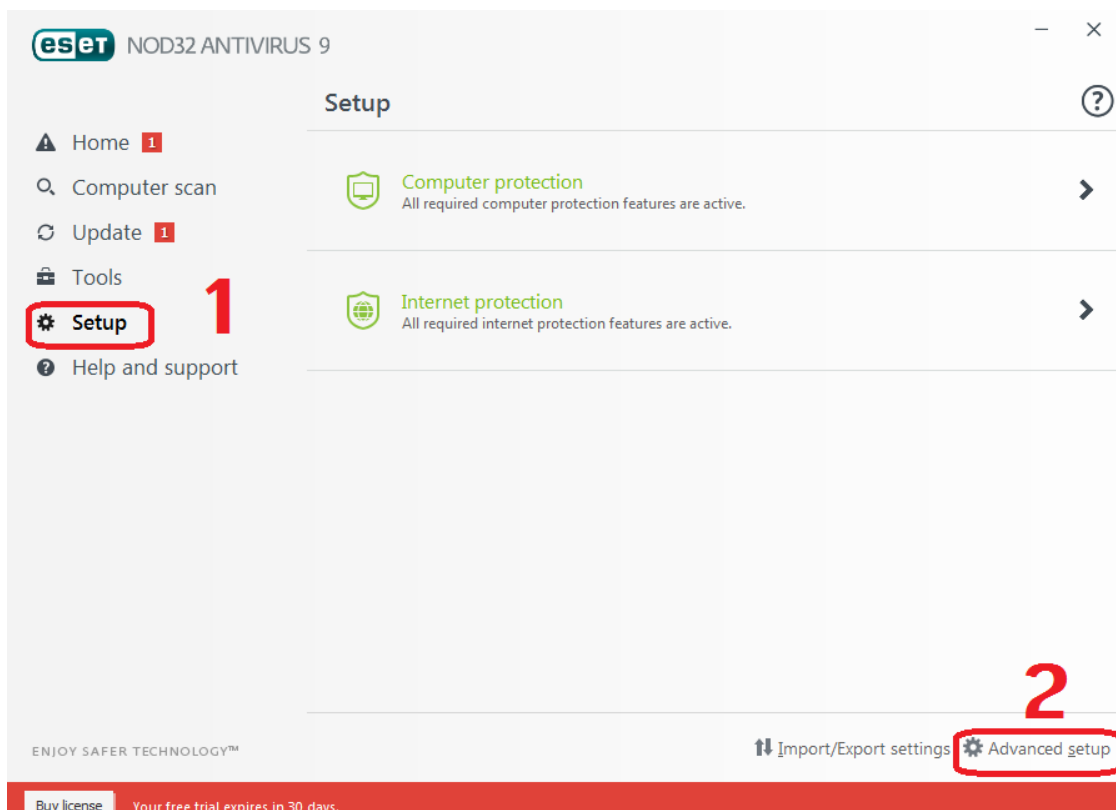 eset NOD32 ANTIVIRUS 9
Setup
Home 1
Computer scan
Update 1
Tools
1
Setup
Help and support
Computer protection
All required computer protection features are active.
Internet protection
All required internet protection features are active.
2
ENJOY SAFER TECHNOLOGY™
Import/Export settings
Advanced setup
Buy license
Your free trial expires in 30 days.